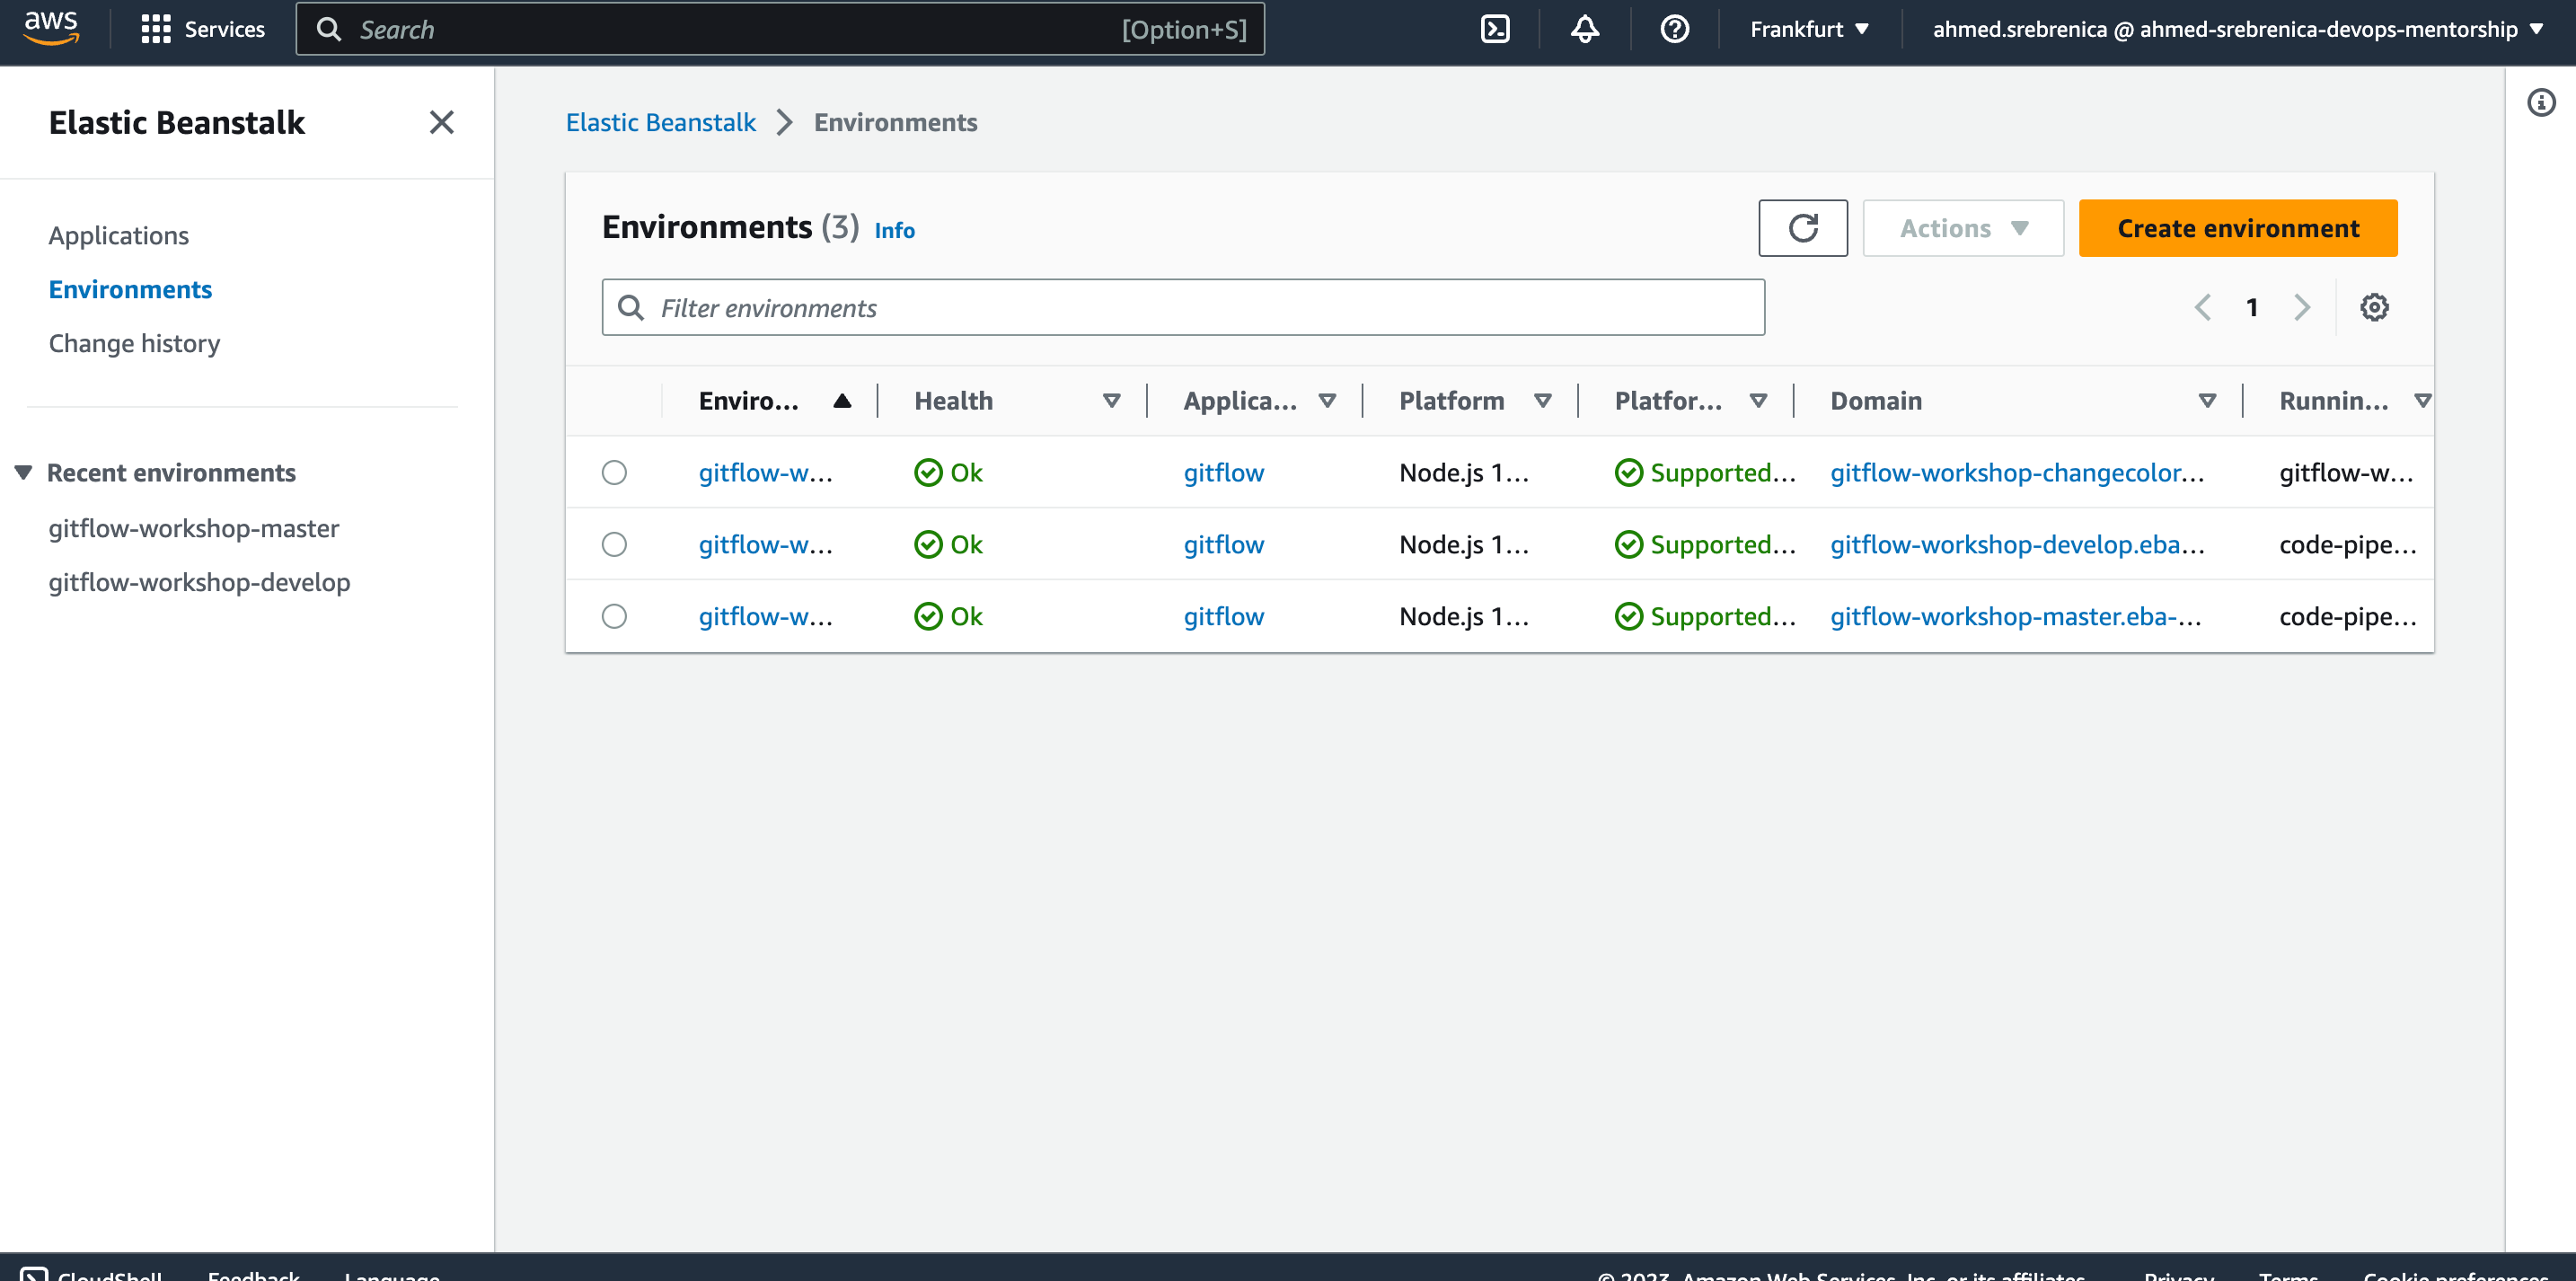 aws
Services
Search [Option+S]
Frankfurt
ahmed.srebrenica @ ahmed-srebrenica-devops-mentorship
Elastic Beanstalk
Applications
Environments
Change history
Recent environments
gitflow-workshop-master
gitflow-workshop-develop
Elastic Beanstalk Environments
Environments (3) Info
Actions
Create environment
Filter environments
1
Enviro... Health Applica... Platform Platfor... Domain Runnin...
gitflow-w... Ok gitflow Node.js 1... Supported... gitflow-workshop-changecolor... gitflow-w...
gitflow-w... Ok gitflow Node.js 1... Supported... gitflow-workshop-develop.eba... code-pipe...
gitflow-w... Ok gitflow Node.js 1... Supported... gitflow-workshop-master.eba-... code-pipe...
CloudShell Feedback Language © 2023, Amazon Web Services, Inc. or its affiliates. Privacy Terms Cookie preferences